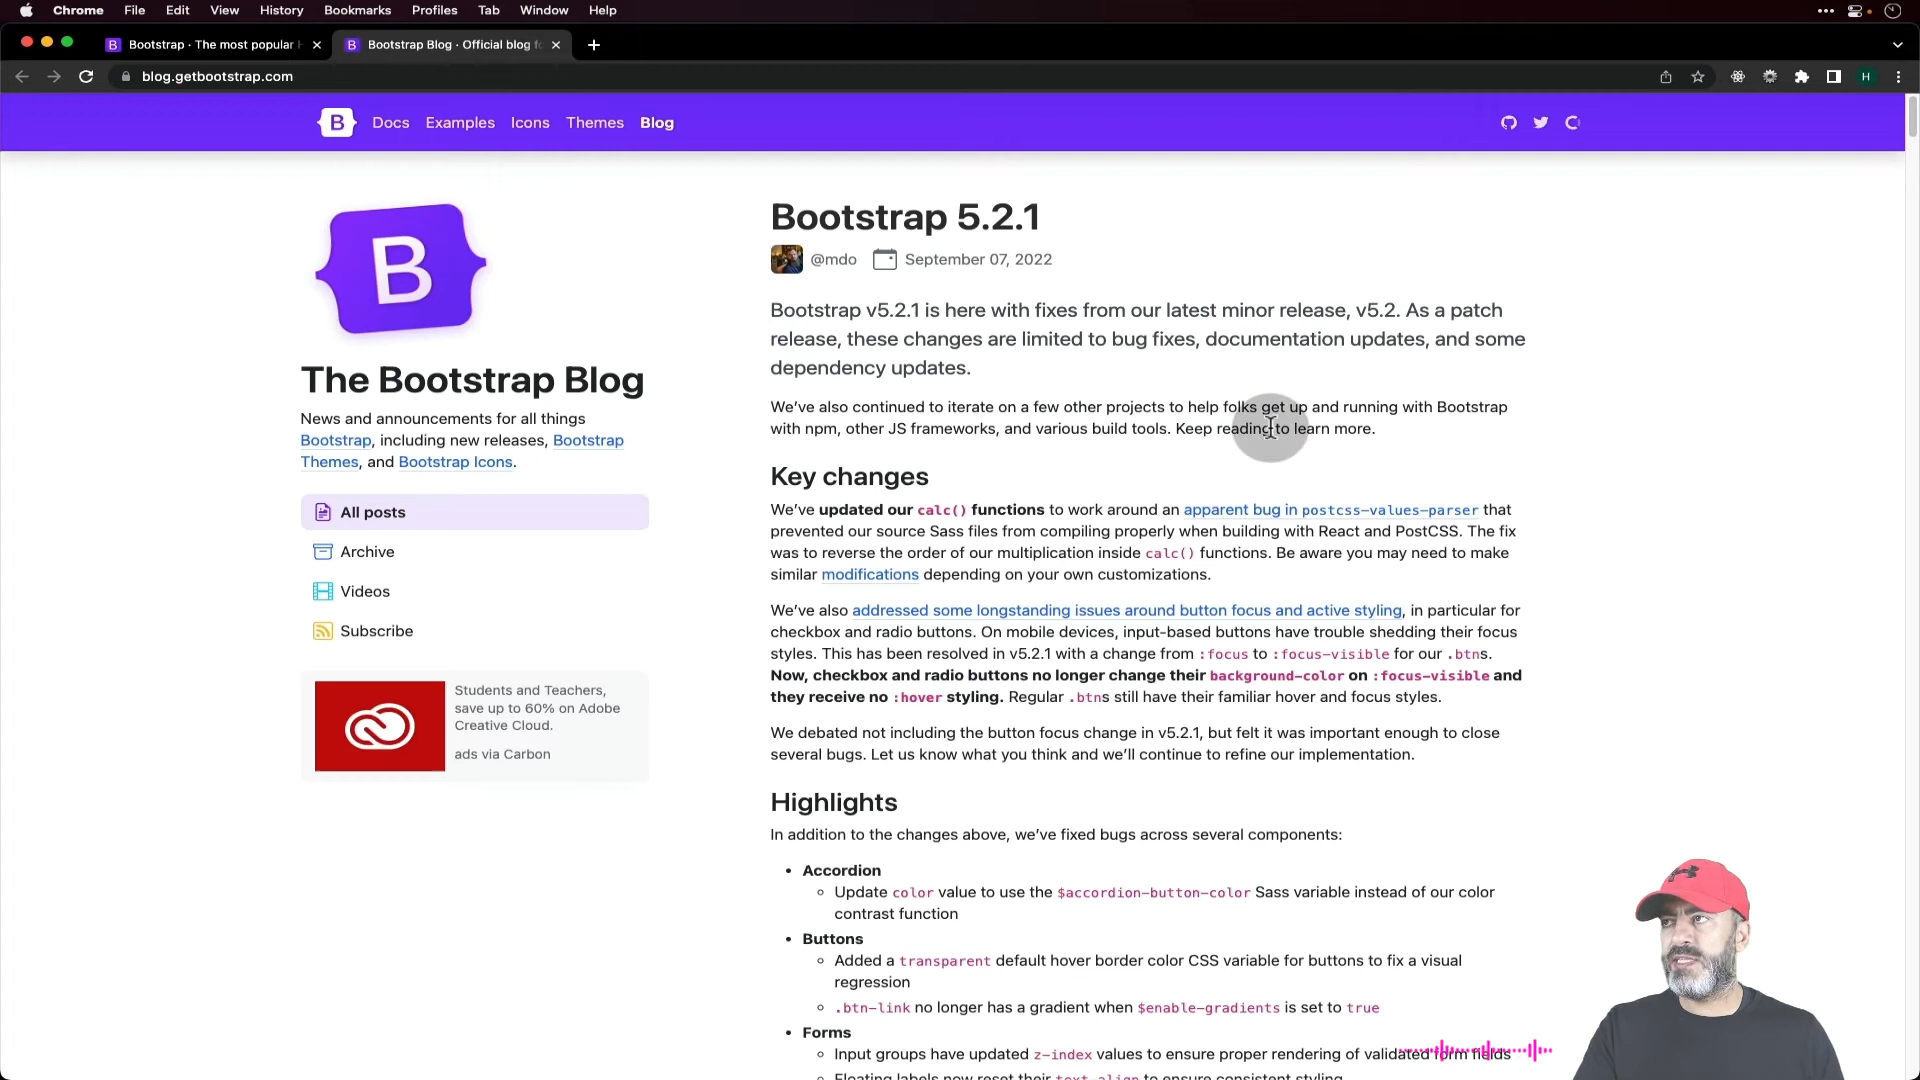 Chrome File Edit View History Bookmarks Profiles Tab Window Help
Bootstrap · The most popular
Bootstrap Blog · Official blog fo
blog.getbootstrap.com
H
B Docs Examples Icons Themes Blog
B
The Bootstrap Blog
News and announcements for all things
Bootstrap, including new releases, Bootstrap
Themes, and Bootstrap Icons.
All posts
Archive
Videos
Subscribe
Students and Teachers,
save up to 60% on Adobe
Creative Cloud.
ads via Carbon
Bootstrap 5.2.1
@mdo September 07, 2022
Bootstrap v5.2.1 is here with fixes from our latest minor release, v5.2. As a patch
release, these changes are limited to bug fixes, documentation updates, and some
dependency updates.
We’ve also continued to iterate on a few other projects to help folks get up and running with Bootstrap
with npm, other JS frameworks, and various build tools. Keep reading to learn more.
Key changes
We’ve updated our calc() functions to work around an apparent bug in postcss-values-parser that
prevented our source Sass files from compiling properly when building with React and PostCSS. The fix
was to reverse the order of our multiplication inside calc() functions. Be aware you may need to make
similar modifications depending on your own customizations.
We’ve also addressed some longstanding issues around button focus and active styling, in particular for
checkbox and radio buttons. On mobile devices, input-based buttons have trouble shedding their focus
styles. This has been resolved in v5.2.1 with a change from :focus to :focus-visible for our .btns.
Now, checkbox and radio buttons no longer change their background-color on :focus-visible and
they receive no :hover styling. Regular .btns still have their familiar hover and focus styles.
We debated not including the button focus change in v5.2.1, but felt it was important enough to close
several bugs. Let us know what you think and we’ll continue to refine our implementation.
Highlights
In addition to the changes above, we’ve fixed bugs across several components:
• Accordion
◦ Update color value to use the $accordion-button-color Sass variable instead of our color
contrast function
• Buttons
◦ Added a transparent default hover border color CSS variable for buttons to fix a visual
regression
◦ .btn-link no longer has a gradient when $enable-gradients is set to true
• Forms
◦ Input groups have updated z-index values to ensure proper rendering of validated form fields
◦ Floating labels now reset their text-align to ensure consistent styling